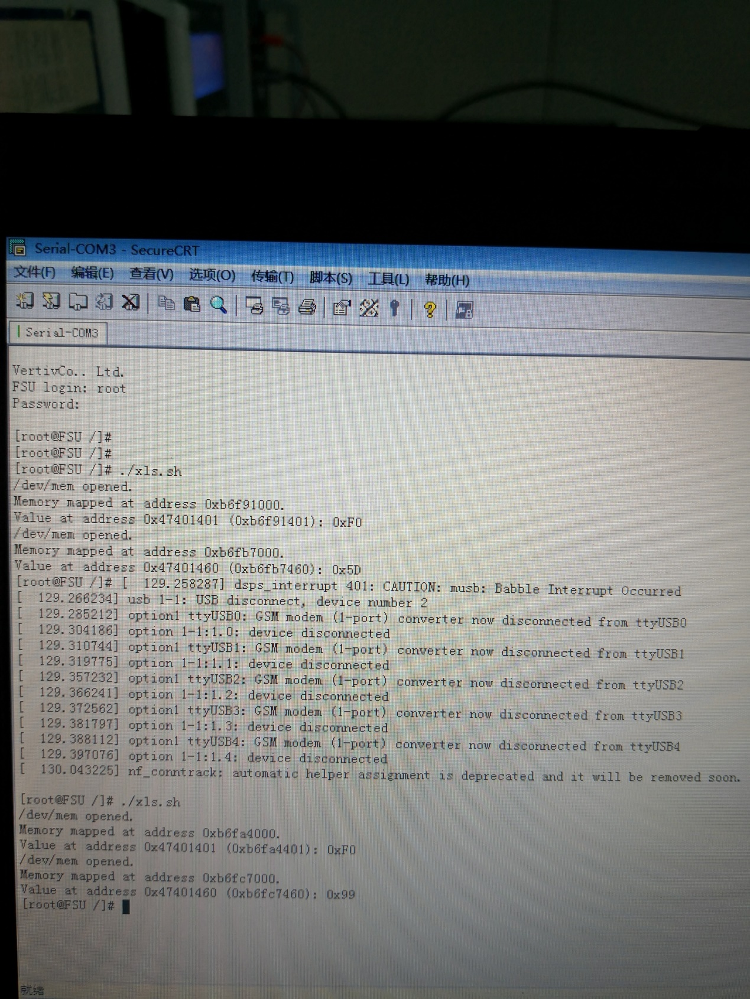 Serial-COM3 - SecureCRT
文件(F) 编辑(E) 查看(V) 选项(O) 传输(T) 脚本(S) 工具(L) 帮助(H)
Serial-COM3
VertivCo.. Ltd.
FSU login: root
Password:
[root@FSU /]#
[root@FSU /]#
[root@FSU /]# ./xls.sh
/dev/mem opened.
Memory mapped at address 0xb6f91000.
Value at address 0x47401401 (0xb6f91401): 0xF0
/dev/mem opened.
Memory mapped at address 0xb6fb7000.
Value at address 0x47401460 (0xb6fb7460): 0x5D
[root@FSU /]# [  129.258287] dsps_interrupt 401: CAUTION: musb: Babble Interrupt Occurred
[  129.266234] usb 1-1: USB disconnect, device number 2
[  129.285212] option1 ttyUSB0: GSM modem (1-port) converter now disconnected from ttyUSB0
[  129.304186] option 1-1:1.0: device disconnected
[  129.310744] option1 ttyUSB1: GSM modem (1-port) converter now disconnected from ttyUSB1
[  129.319775] option 1-1:1.1: device disconnected
[  129.357232] option1 ttyUSB2: GSM modem (1-port) converter now disconnected from ttyUSB2
[  129.366241] option 1-1:1.2: device disconnected
[  129.372562] option1 ttyUSB3: GSM modem (1-port) converter now disconnected from ttyUSB3
[  129.381797] option 1-1:1.3: device disconnected
[  129.388112] option1 ttyUSB4: GSM modem (1-port) converter now disconnected from ttyUSB4
[  129.397076] option 1-1:1.4: device disconnected
[  130.043225] nf_conntrack: automatic helper assignment is deprecated and it will be removed soon.
[root@FSU /]# ./xls.sh
/dev/mem opened.
Memory mapped at address 0xb6fa4000.
Value at address 0x47401401 (0xb6fa4401): 0xF0
/dev/mem opened.
Memory mapped at address 0xb6fc7000.
Value at address 0x47401460 (0xb6fc7460): 0x99
[root@FSU /]#
就绪